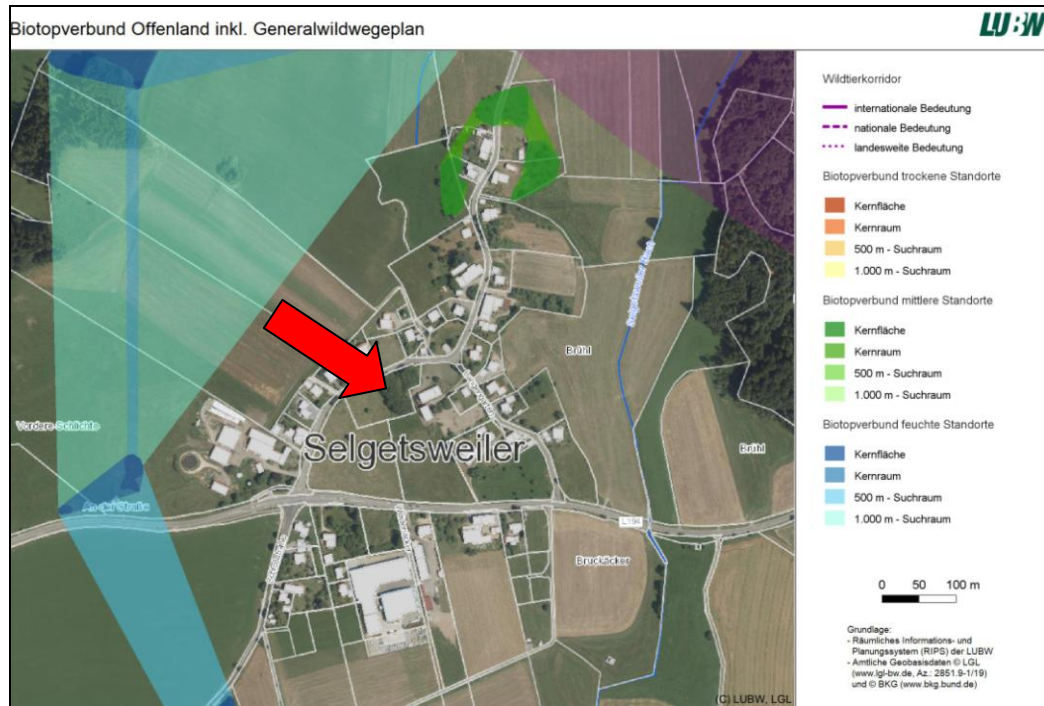 Biotopverbund Offenland inkl. Generalwildwegeplan
LUBW
Wildtierkorridor
internationale Bedeutung
nationale Bedeutung
landesweite Bedeutung
Biotopverbund trockene Standorte
Kernfläche
Kernraum
500 m - Suchraum
1.000 m - Suchraum
Biotopverbund mittlere Standorte
Kernfläche
Kernraum
500 m - Suchraum
1.000 m - Suchraum
Biotopverbund feuchte Standorte
Kernfläche
Kernraum
500 m - Suchraum
1.000 m - Suchraum
0 50 100 m
Grundlage:
- Räumliches Informations- und
Planungssystem (RIPS) der LUBW
- Amtliche Geobasisdaten © LGL
(www.lgl-bw.de, Az.: 2851.9-1/19)
und © BKG (www.bkg.bund.de)
Brühl
Vordere Schlichte
Selgetsweiler
Brühl
An der Straße
L194
Bruckäcker
(C) LUBW, LGL